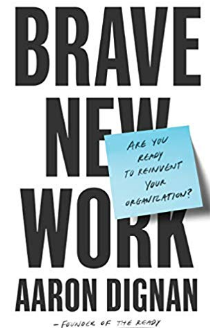 BRAVE
NEW
ARE YOU
READY
TO REINVENT
YOUR
ORGANIZATION?
WORK
AARON DIGNAN
– FOUNDER OF THE READY